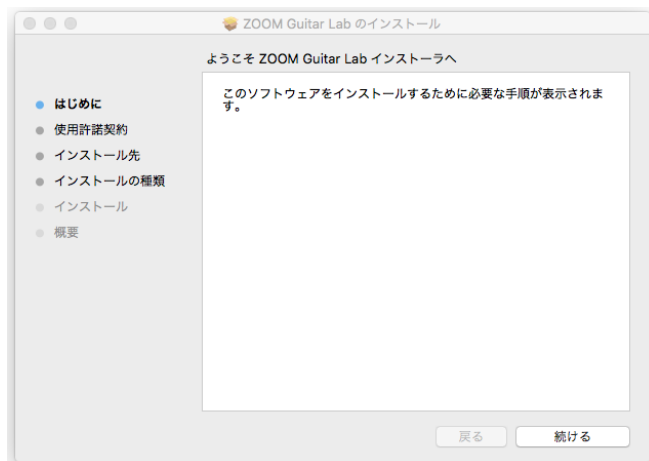 ZOOM Guitar Lab のインストール
ようこそ ZOOM Guitar Lab インストーラへ
はじめに
使用許諾契約
インストール先
インストールの種類
インストール
概要
このソフトウェアをインストールするために必要な手順が表示されま
す。
戻る
続ける